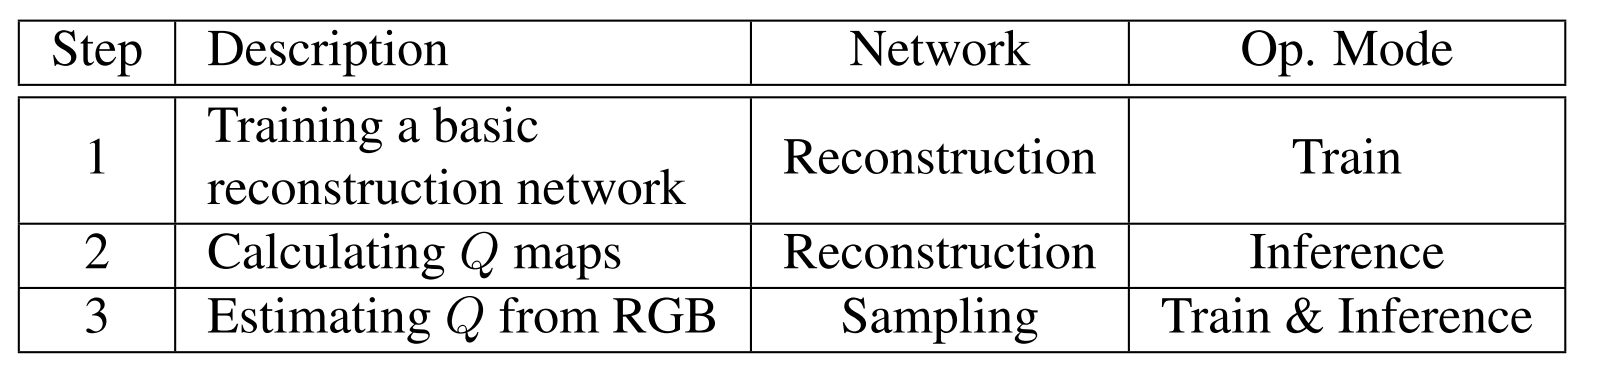 Step Description Network Op. Mode
1 Training a basic reconstruction network Reconstruction Train
2 Calculating Q maps Reconstruction Inference
3 Estimating Q from RGB Sampling Train & Inference